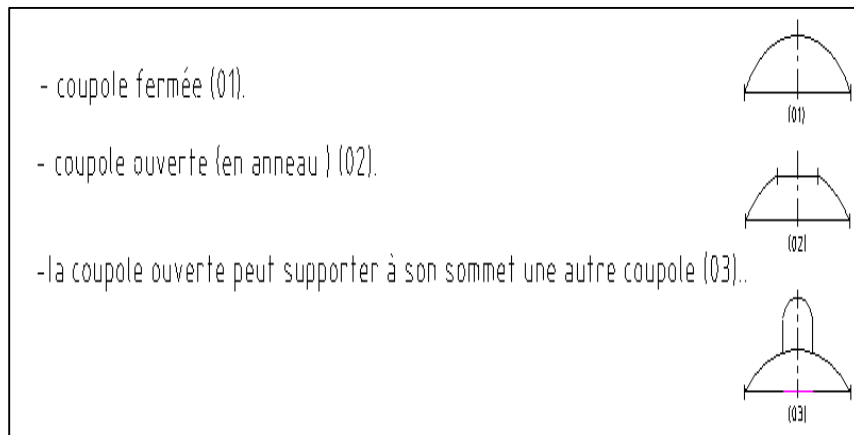 - coupole fermée (01).
(01)
- coupole ouverte (en anneau ) (02).
(02)
-la coupole ouverte peut supporter à son sommet une autre coupole (03)..
(03)